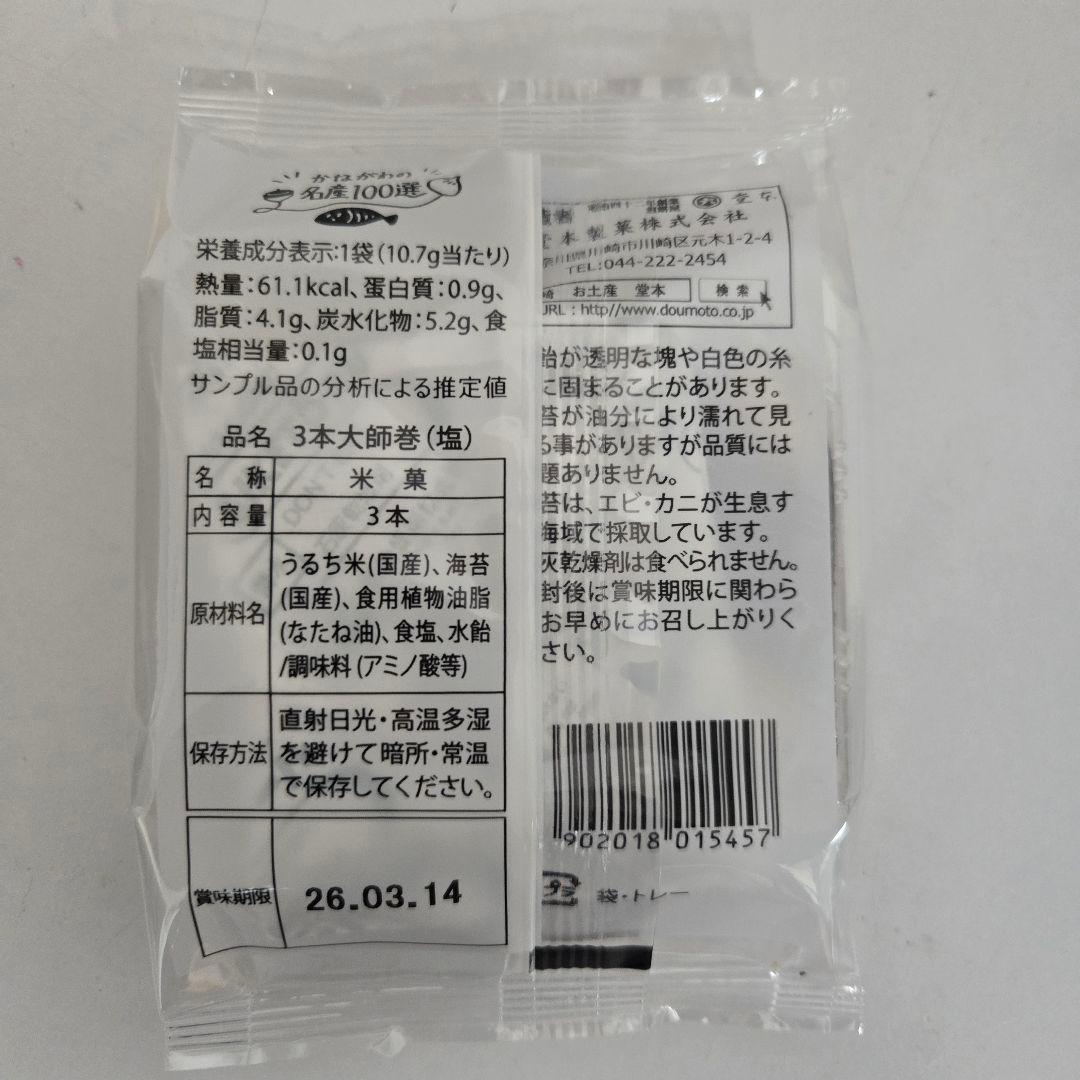 かながわの
名産100選
栄養成分表示:1袋(10.7g当たり)
熱量:61.1kcal、蛋白質:0.9g、
脂質:4.1g、炭水化物:5.2g、食
塩相当量:0.1g
サンプル品の分析による推定値
品名 3本大師巻(塩)
名 称 米 菓
内容量 3本
原材料名
うるち米(国産)、海苔
(国産)、食用植物油脂
(なたね油)、食塩、水飴
/調味料(アミノ酸等)
保存方法
直射日光・高温多湿
を避けて暗所・常温
で保存してください。
賞味期限 26.03.14
堂本
本製菓株式会社
川崎市川崎区元木1-2-4
TEL:044-222-2454
お土産 堂本 検索
URL:http//www.doumoto.co.jp
飴が透明な塊や白色の糸
に固まることがあります。
苔が油分により濡れて見
る事がありますが品質には
題ありません。
苔は、エビ・カニが生息す
海域で採取しています。
灰乾燥剤は食べられません。
封後は賞味期限に関わら
お早めにお召し上がりく
さい。
902018 015457
袋・トレー